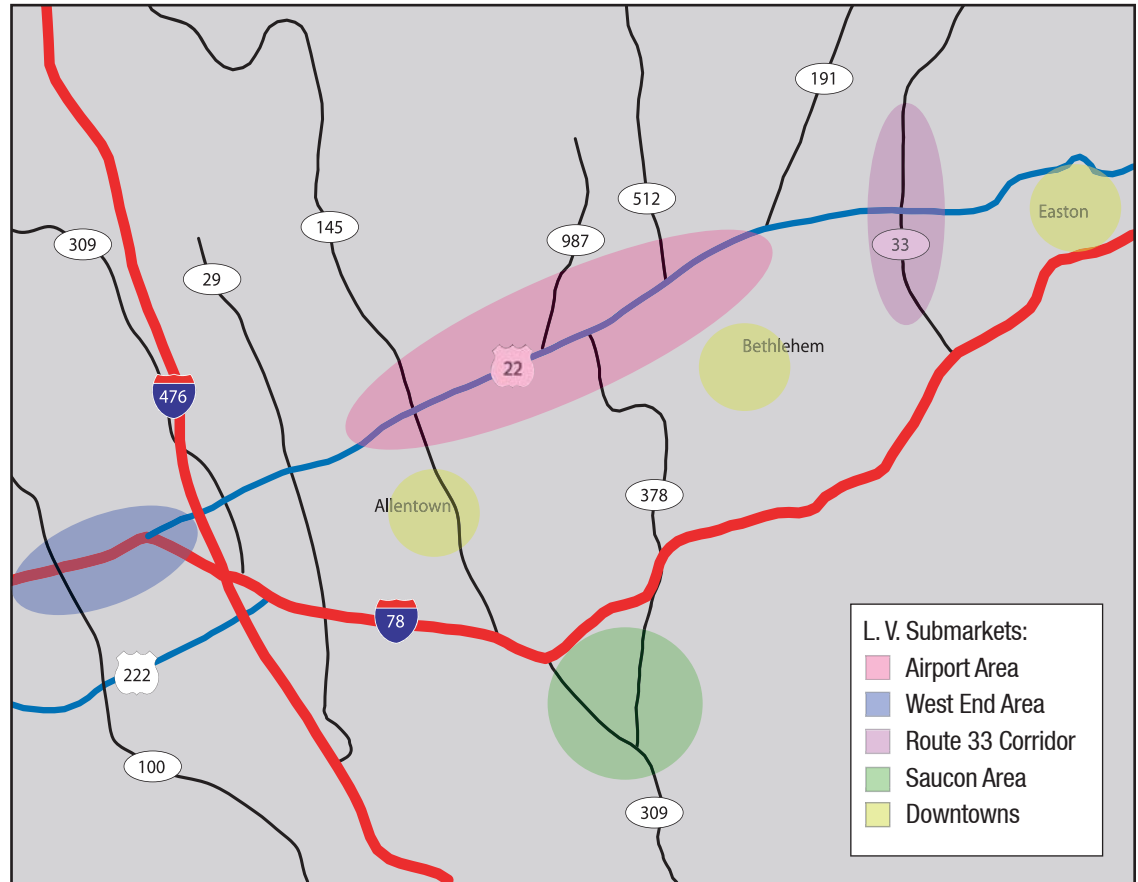 191
512
Easton
145
987
33
309
29
22
Bethlehem
476
378
Allentown
78
222
100
309
L. V. Submarkets:
Airport Area
West End Area
Route 33 Corridor
Saucon Area
Downtowns